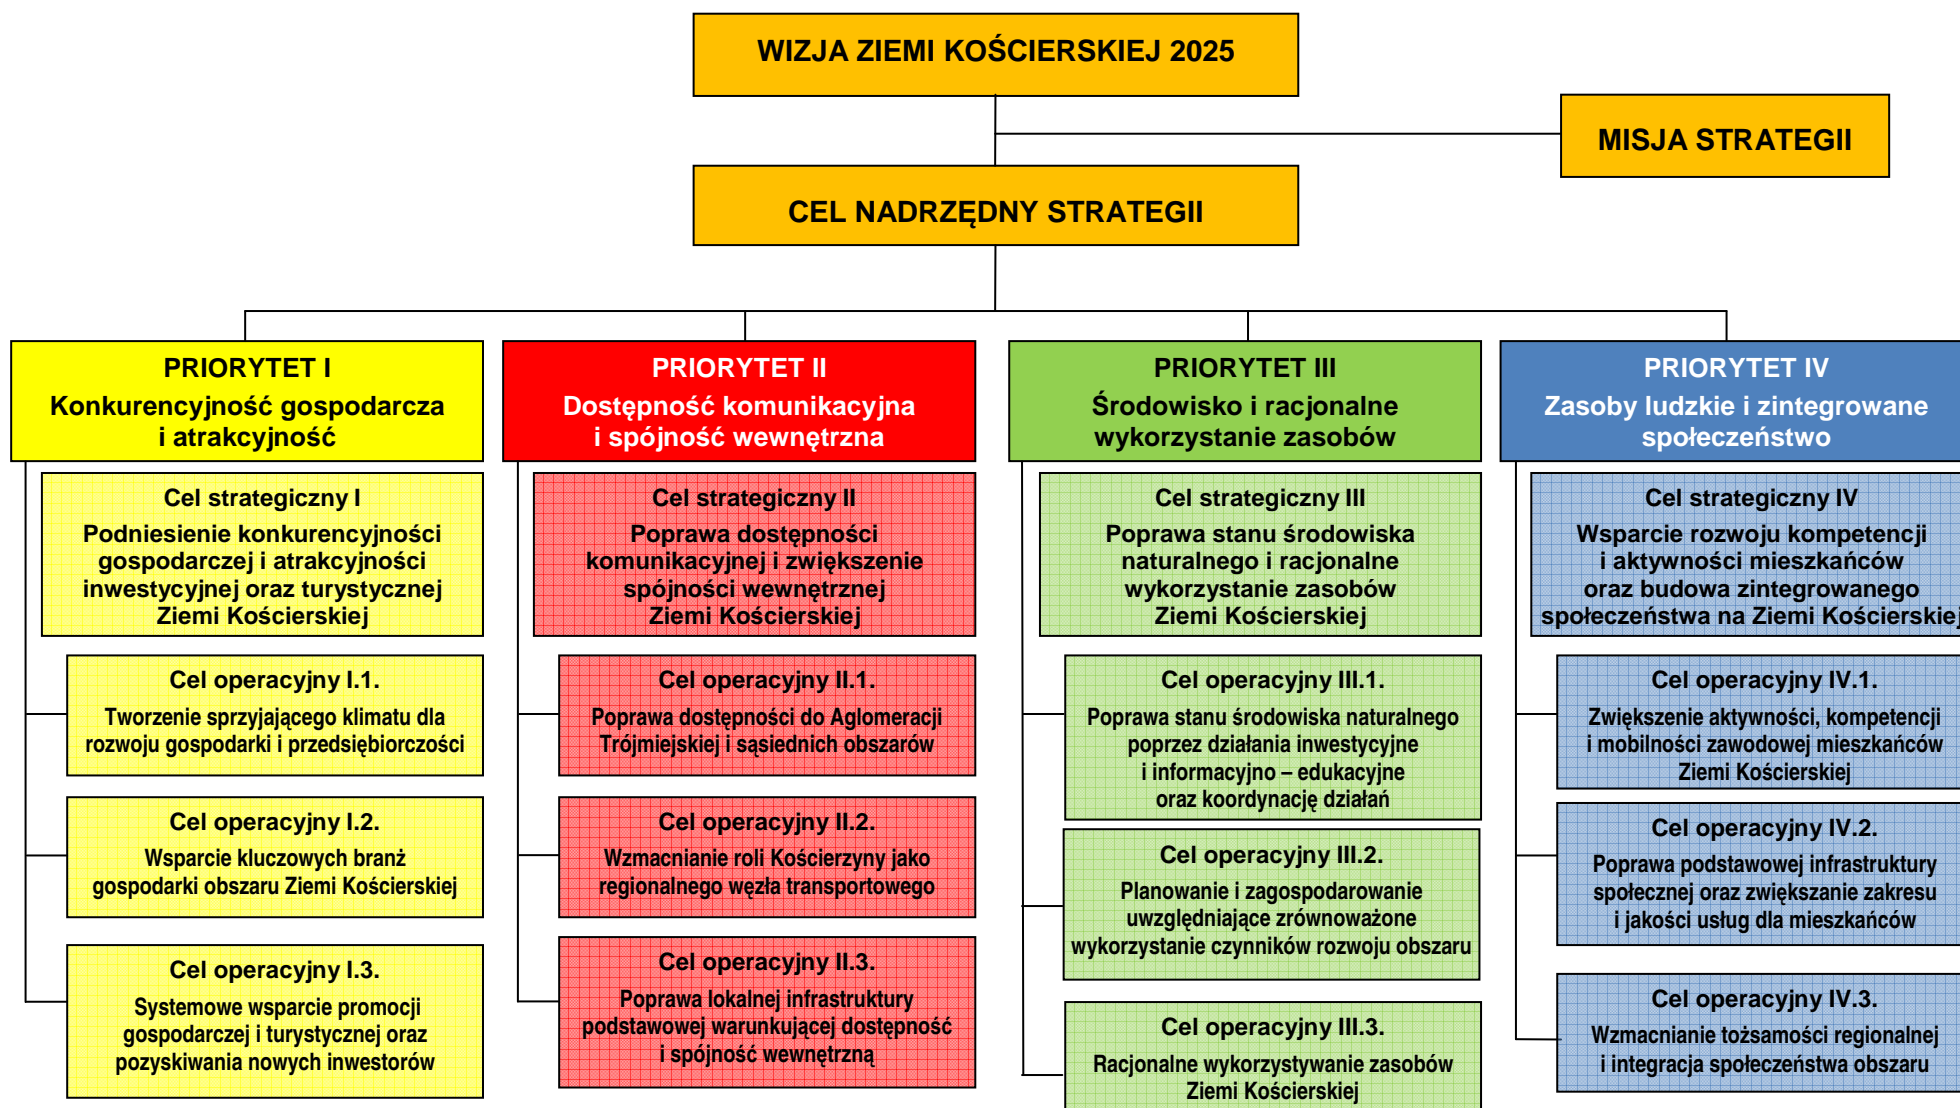 WIZJA ZIEMI KOŚCIERSKIEJ 2025
MISJA STRATEGII
CEL NADRZĘDNY STRATEGII
PRIORYTET I
Konkurencyjność gospodarcza
i atrakcyjność
Cel strategiczny I
Podniesienie konkurencyjności
gospodarczej i atrakcyjności
inwestycyjnej oraz turystycznej
Ziemi Kościerskiej
Cel operacyjny I.1.
Tworzenie sprzyjającego klimatu dla
rozwoju gospodarki i przedsiębiorczości
Cel operacyjny I.2.
Wsparcie kluczowych branż
gospodarki obszaru Ziemi Kościerskiej
Cel operacyjny I.3.
Systemowe wsparcie promocji
gospodarczej i turystycznej oraz
pozyskiwania nowych inwestorów
PRIORYTET II
Dostępność komunikacyjna
i spójność wewnętrzna
Cel strategiczny II
Poprawa dostępności
komunikacyjnej i zwiększenie
spójności wewnętrznej
Ziemi Kościerskiej
Cel operacyjny II.1.
Poprawa dostępności do Aglomeracji
Trójmiejskiej i sąsiednich obszarów
Cel operacyjny II.2.
Wzmacnianie roli Kościerzyny jako
regionalnego węzła transportowego
Cel operacyjny II.3.
Poprawa lokalnej infrastruktury
podstawowej warunkującej dostępność
i spójność wewnętrzną
PRIORYTET III
Środowisko i racjonalne
wykorzystanie zasobów
Cel strategiczny III
Poprawa stanu środowiska
naturalnego i racjonalne
wykorzystanie zasobów
Ziemi Kościerskiej
Cel operacyjny III.1.
Poprawa stanu środowiska naturalnego
poprzez działania inwestycyjne
i informacyjno – edukacyjne
oraz koordynację działań
Cel operacyjny III.2.
Planowanie i zagospodarowanie
uwzględniające zrównoważone
wykorzystanie czynników rozwoju obszaru
Cel operacyjny III.3.
Racjonalne wykorzystywanie zasobów
Ziemi Kościerskiej
PRIORYTET IV
Zasoby ludzkie i zintegrowane
społeczeństwo
Cel strategiczny IV
Wsparcie rozwoju kompetencji
i aktywności mieszkańców
oraz budowa zintegrowanego
społeczeństwa na Ziemi Kościerskiej
Cel operacyjny IV.1.
Zwiększenie aktywności, kompetencji
i mobilności zawodowej mieszkańców
Ziemi Kościerskiej
Cel operacyjny IV.2.
Poprawa podstawowej infrastruktury
społecznej oraz zwiększanie zakresu
i jakości usług dla mieszkańców
Cel operacyjny IV.3.
Wzmacnianie tożsamości regionalnej
i integracja społeczeństwa obszaru